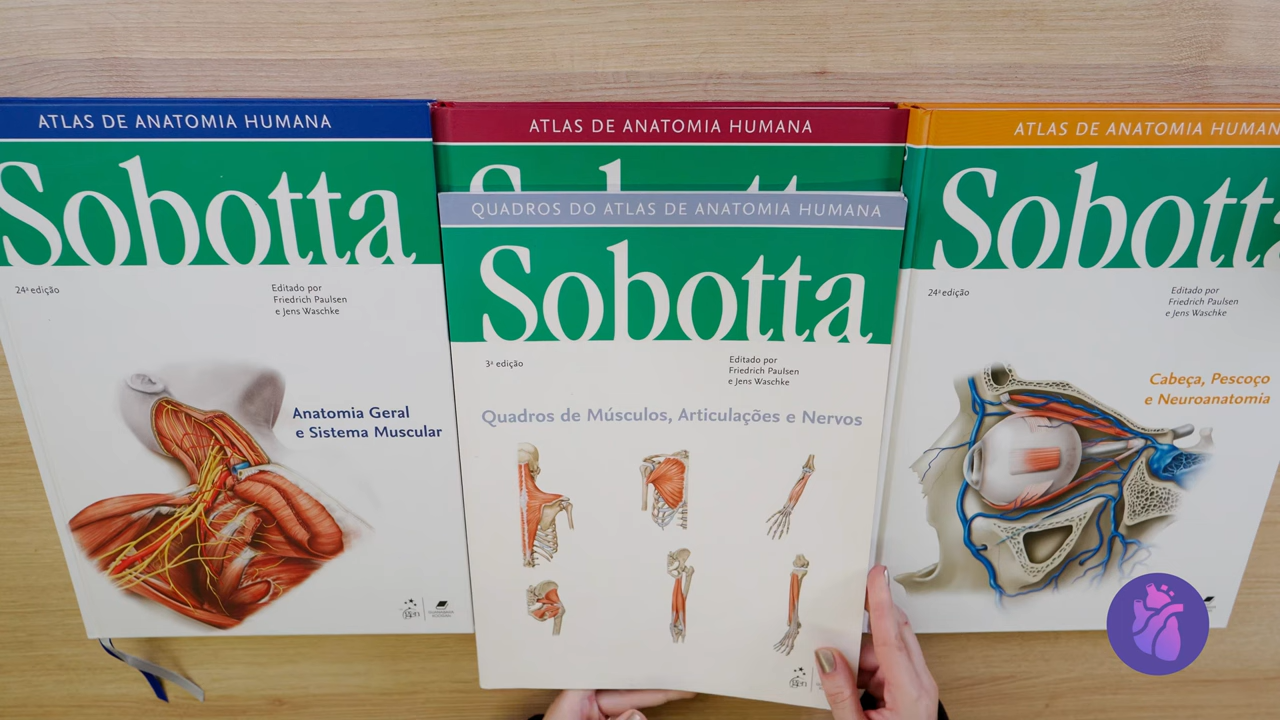 ATLAS DE ANATOMIA HUMANA
Sobotta
24ª edição
Editado por
Friedrich Paulsen
e Jens Waschke
Anatomia Geral
e Sistema Muscular
ATLAS DE ANATOMIA HUMANA
QUADROS DO ATLAS DE ANATOMIA HUMANA
Sobotta
3ª edição
Editado por
Friedrich Paulsen
e Jens Waschke
Quadros de Músculos, Articulações e Nervos
ATLAS DE ANATOMIA HUMAN
Sobotta
24ª edição
Editado por
Friedrich Paulsen
e Jens Waschke
Cabeça, Pescoço
e Neuroanatomia